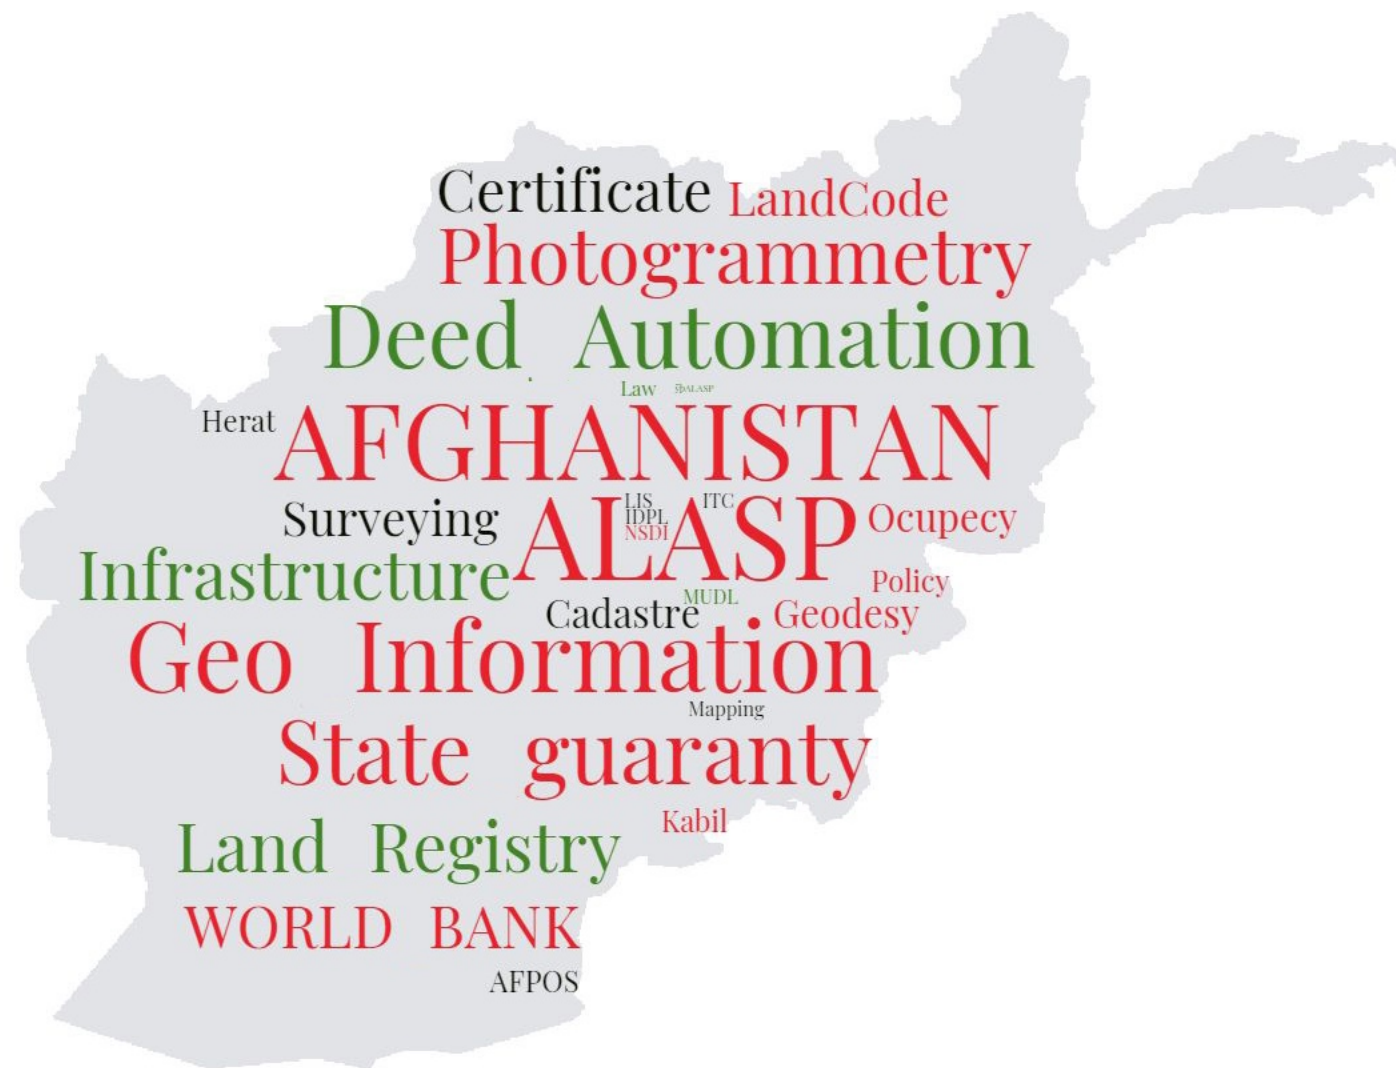 Certificate LandCode
Photogrammetry
Deed Automation
Law
Herat AFGHANISTAN
Surveying ALASP Ocupecy
LIS ITC
IDPL
NSDI
Infrastructure Policy
MUDL
Cadastre Geodesy
Geo Information
Mapping
State guaranty
Kabil
Land Registry
WORLD BANK
AFPOS